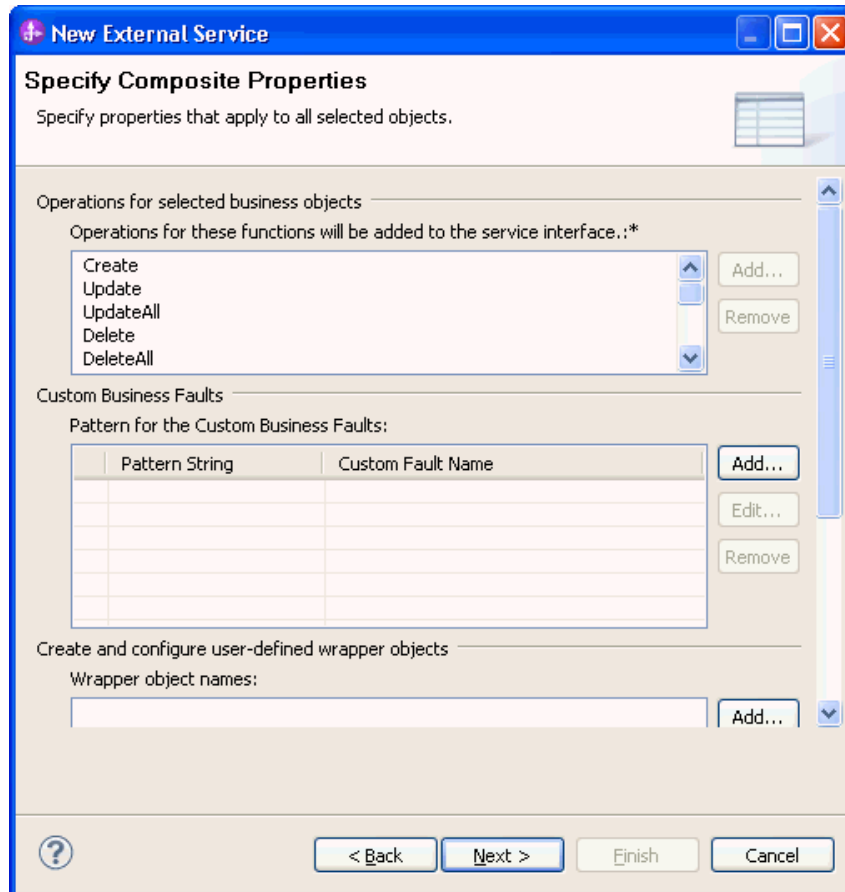 New External Service
Specify Composite Properties
Specify properties that apply to all selected objects.
Operations for selected business objects
Operations for these functions will be added to the service interface.:*
Create
Update
UpdateAll
Delete
DeleteAll
Add...
Remove
Custom Business Faults
Pattern for the Custom Business Faults:
Pattern String
Custom Fault Name
Add...
Edit...
Remove
Create and configure user-defined wrapper objects
Wrapper object names:
Add...
?
< Back
Next >
Finish
Cancel